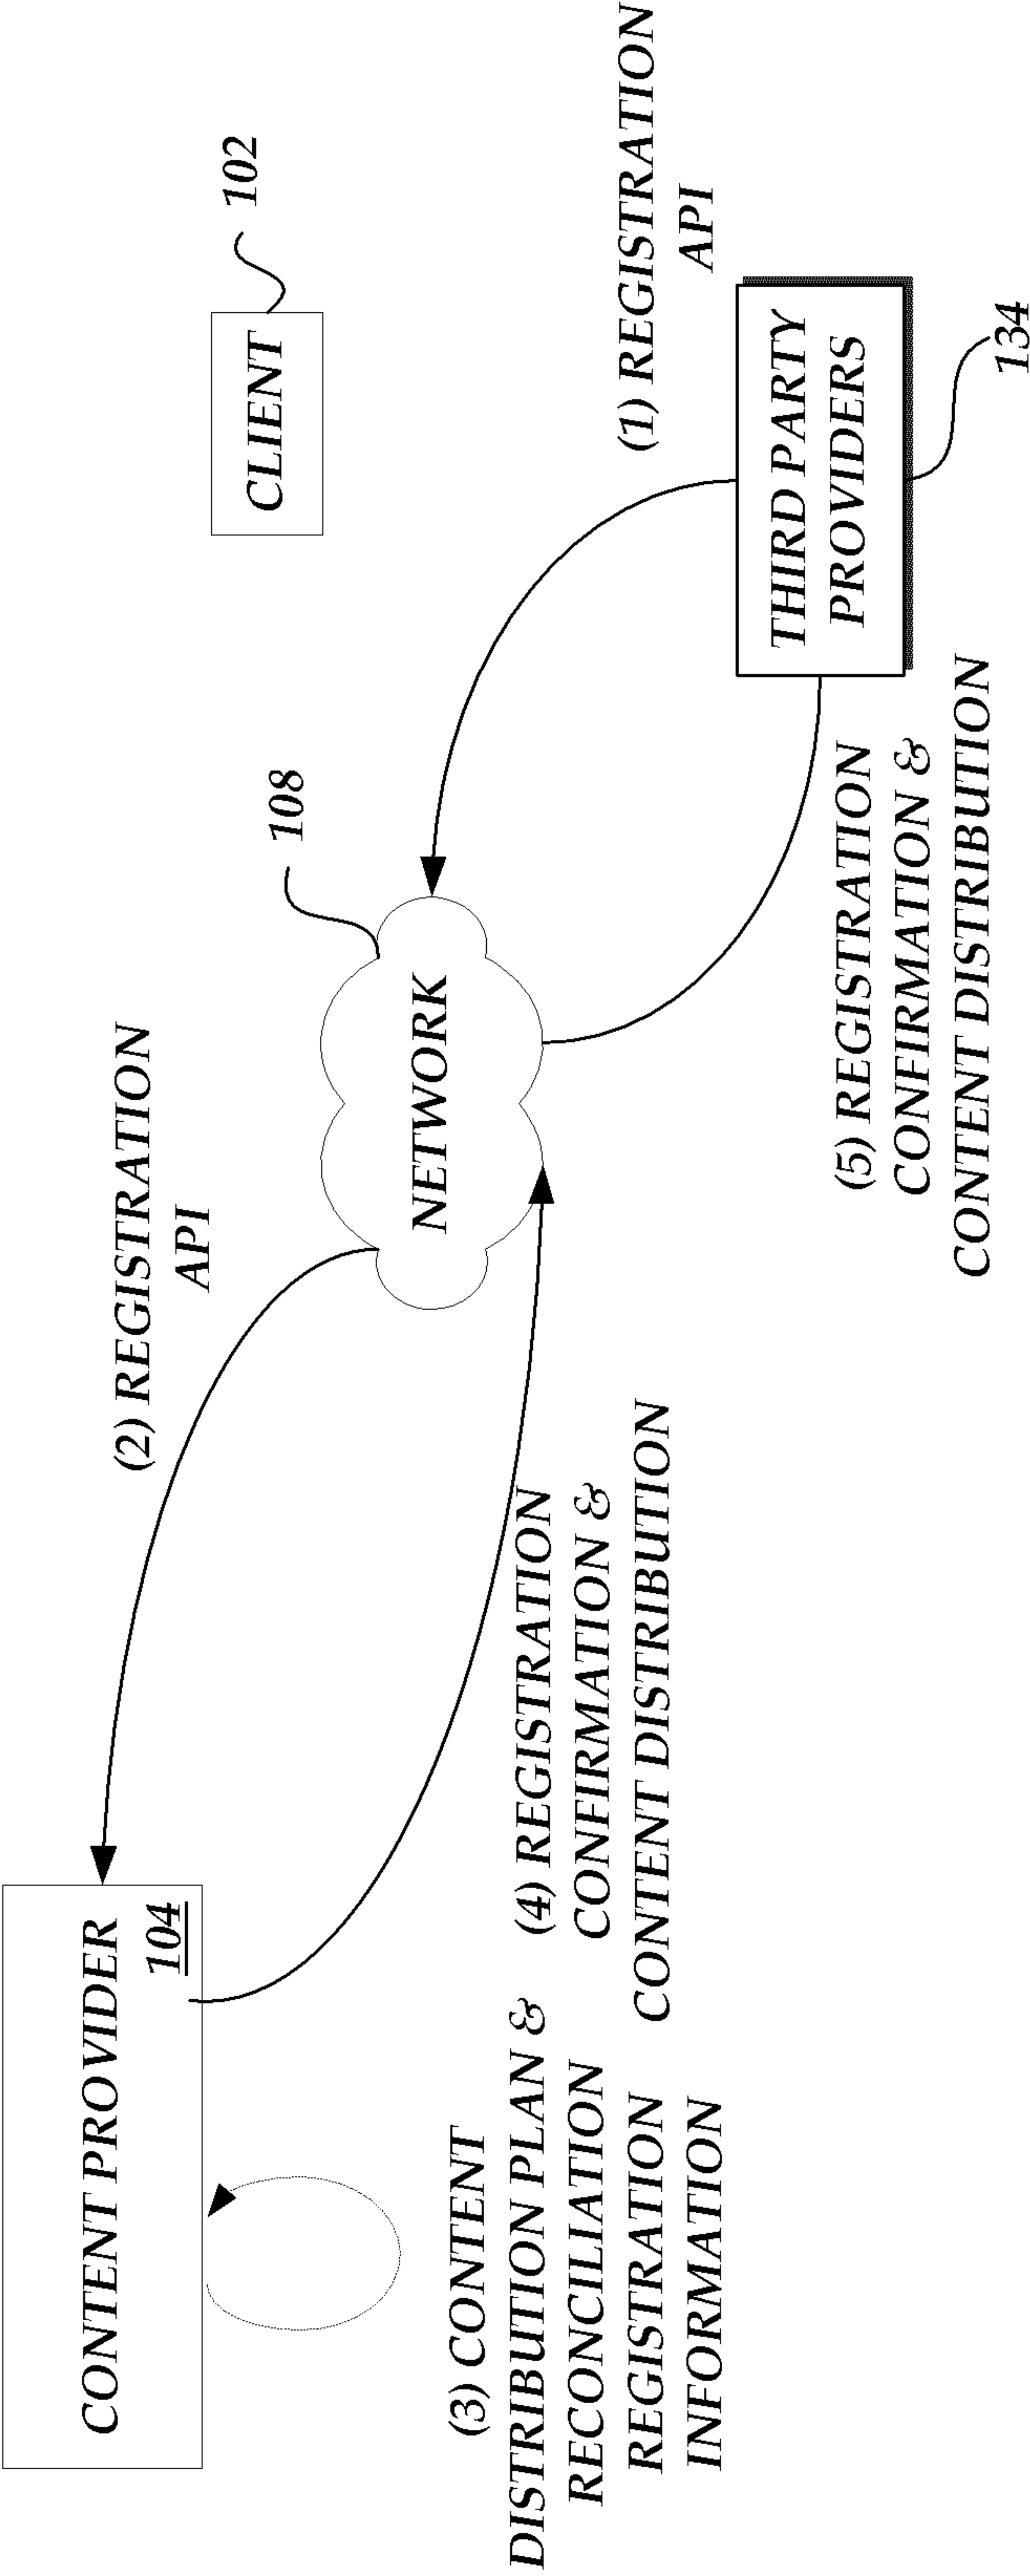 CONTENT PROVIDER
104
(2) REGISTRATION
API
CLIENT
102
108
NETWORK
(1) REGISTRATION
API
THIRD PARTY
PROVIDERS
134
(3) CONTENT
DISTRIBUTION PLAN &
RECONCILIATION
REGISTRATION
INFORMATION
(4) REGISTRATION
CONFIRMATION &
CONTENT DISTRIBUTION
(5) REGISTRATION
CONFIRMATION &
CONTENT DISTRIBUTION